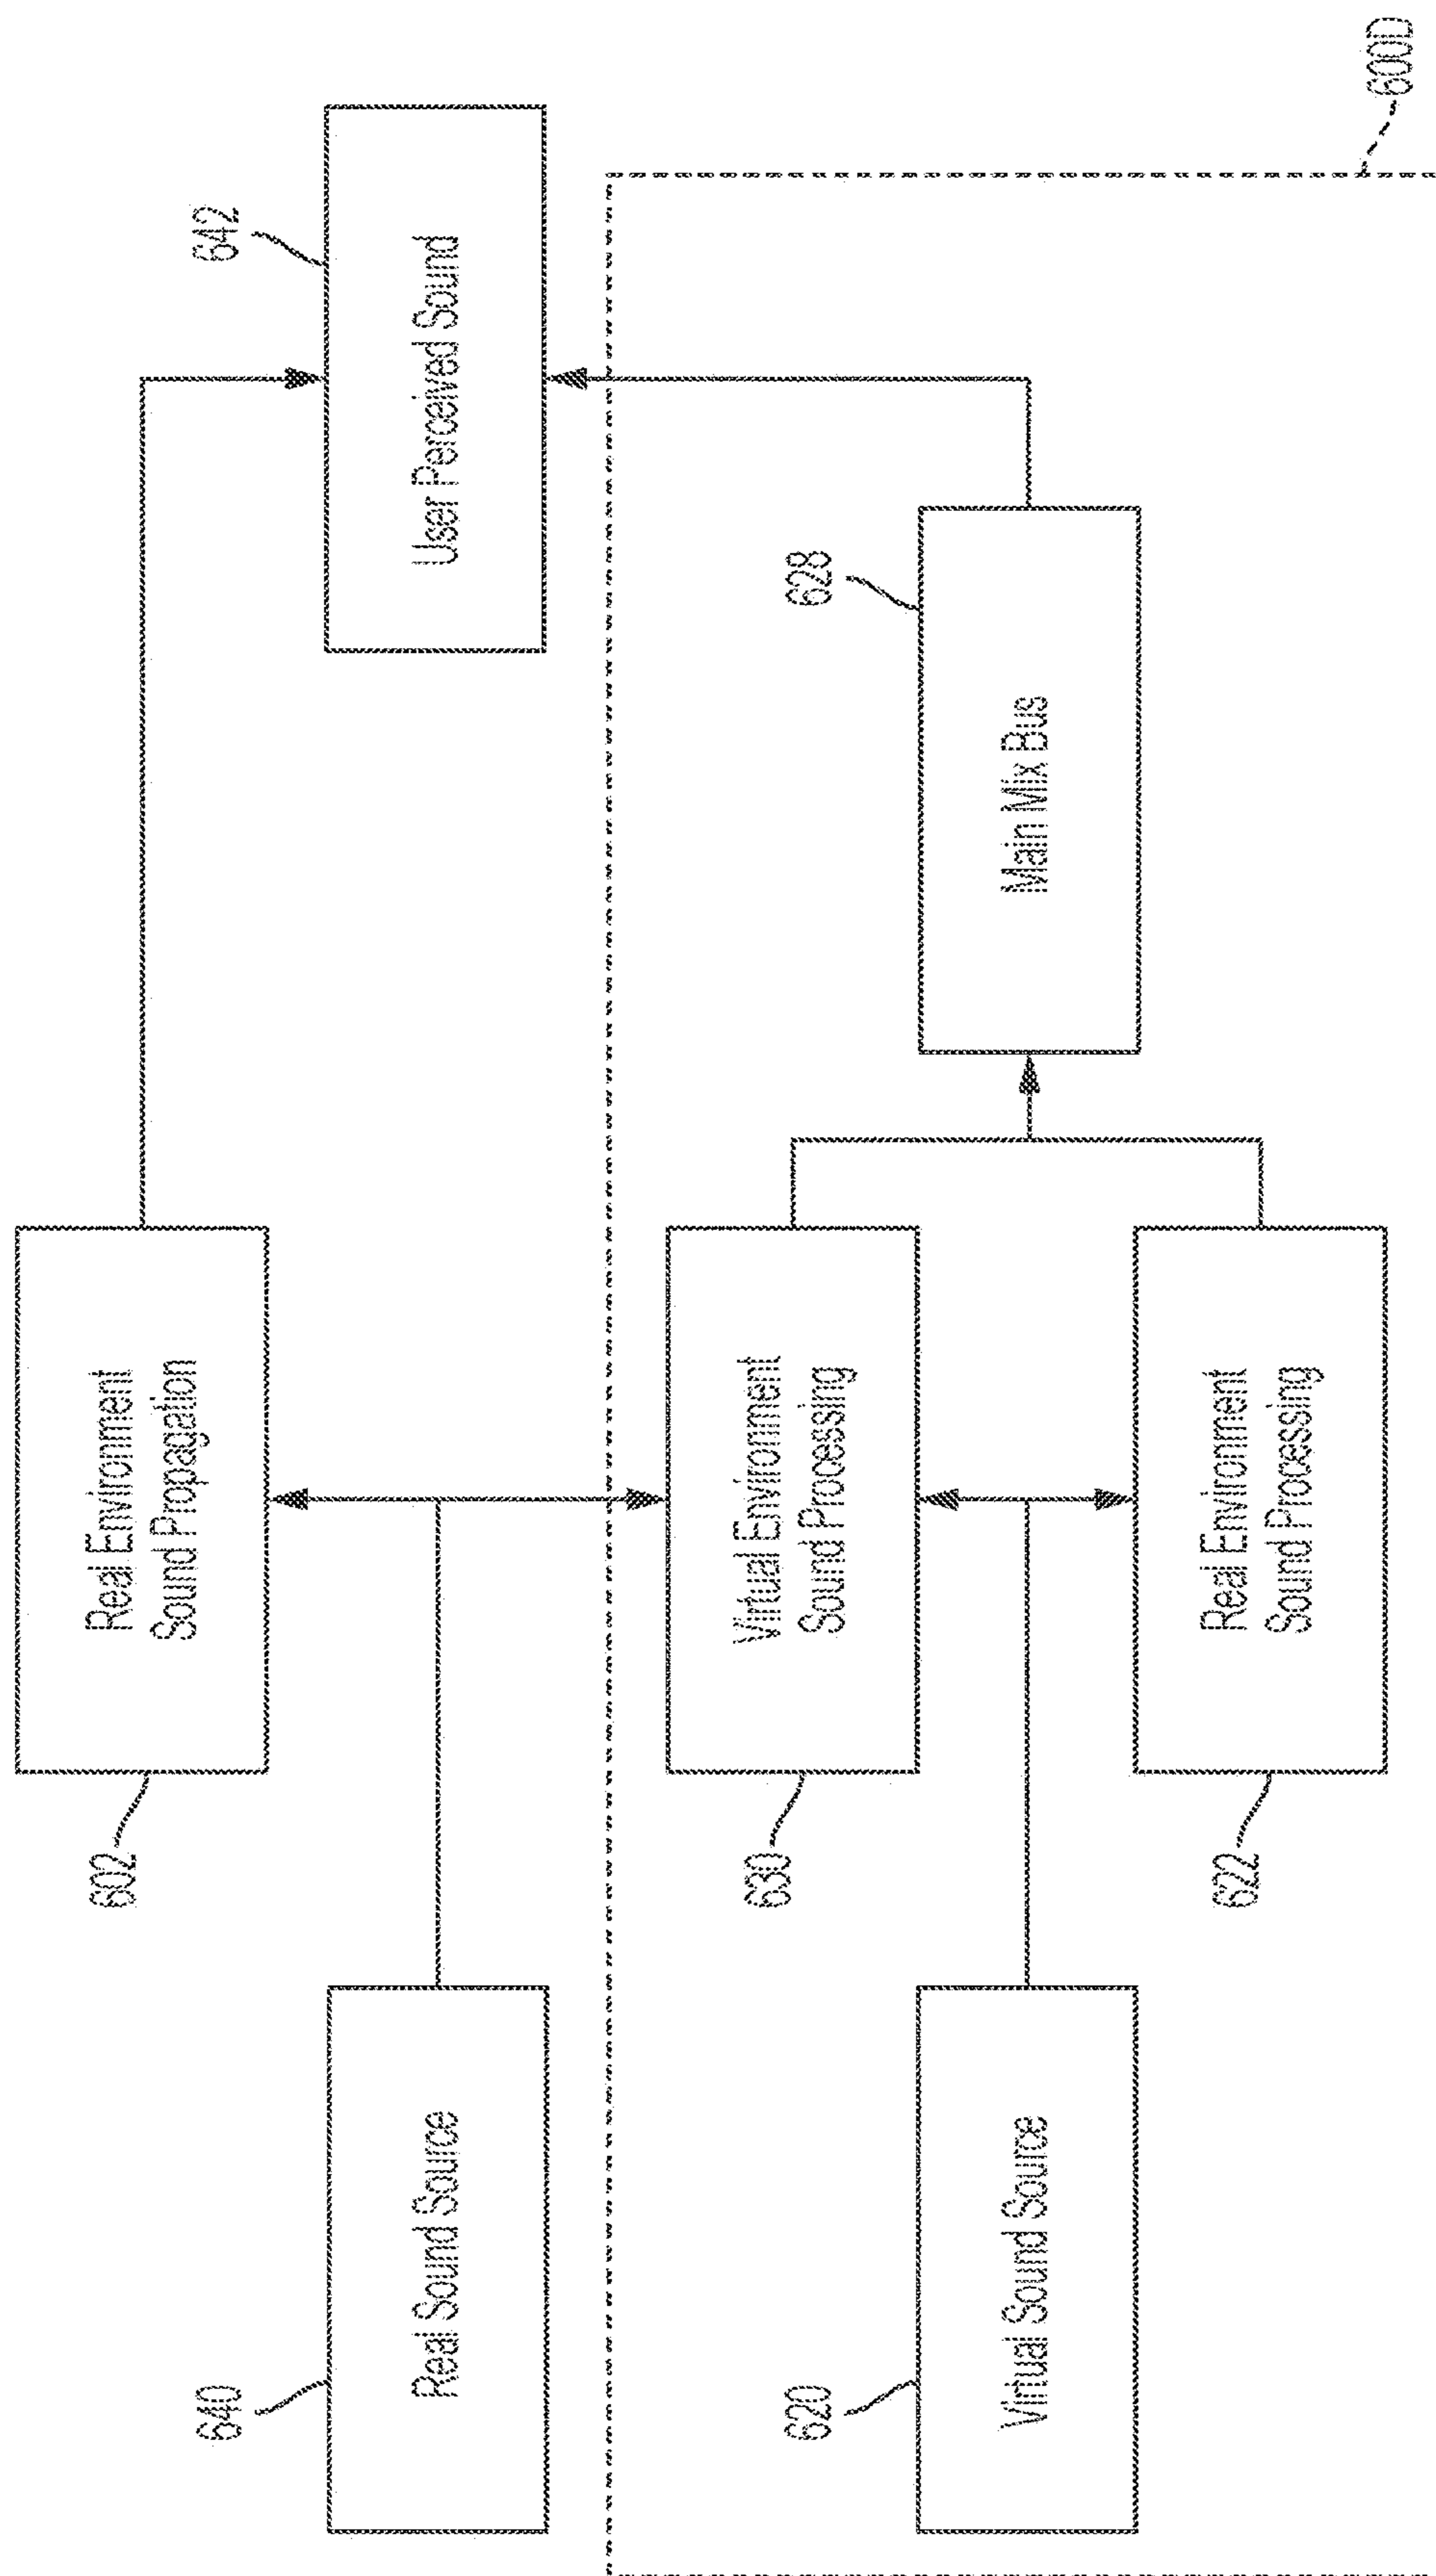 602
Real Environment
Sound Propagation
640
Real Sound Source
642
User Perceived Sound
630
Virtual Environment
Sound Processing
620
Virtual Sound Source
628
Main Mix Bus
622
Real Environment
Sound Processing
600D